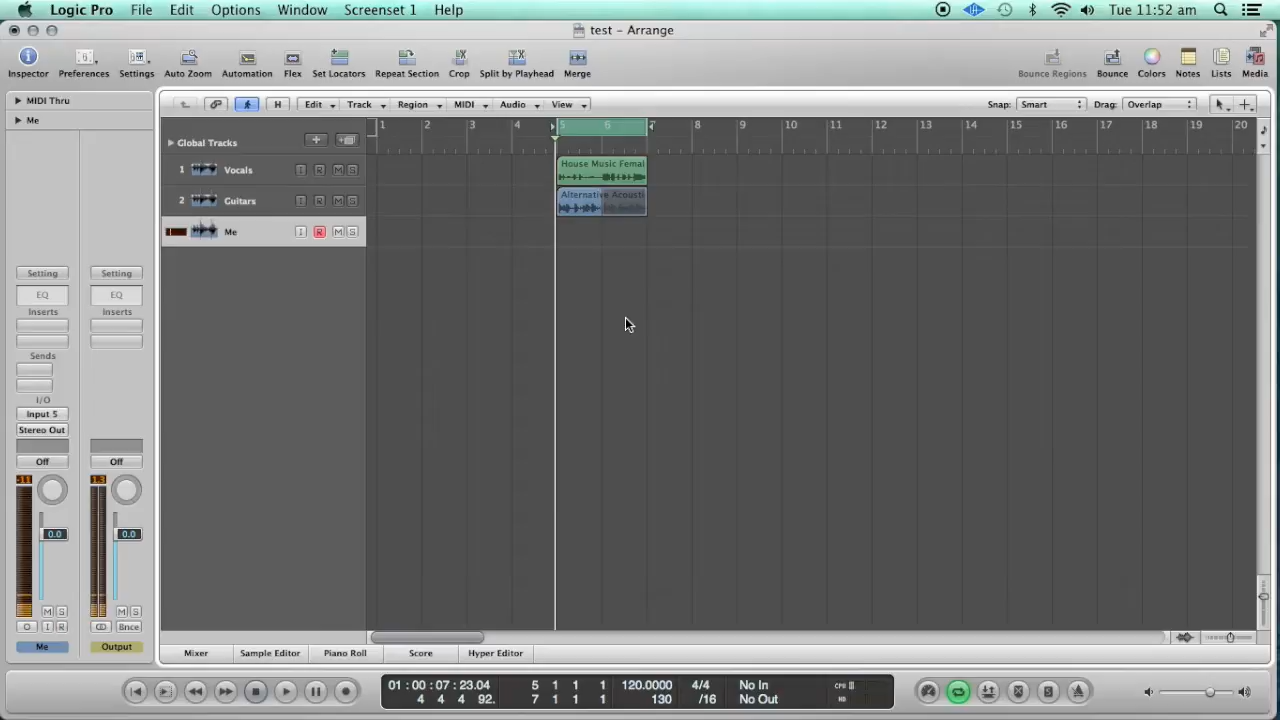 Logic Pro File Edit Options Window Screenset 1 Help Tue 11:52 am
test - Arrange
Inspector Preferences Settings Auto Zoom Automation Flex Set Locators Repeat Section Crop Split by Playhead Merge Bounce Regions Bounce Colors Notes Lists Media
MIDI Thru
H Edit Track Region MIDI Audio View Snap: Smart Drag: Overlap
Me
1 2 3 4 5 6 7 8 9 10 11 12 13 14 15 16 17 18 19 20
Global Tracks
1 Vocals I R M S
House Music Femal
2 Guitars I R M S
Alternative Acousti
Me I R M S
Setting Setting
EQ EQ
Inserts Inserts
Sends
I/O
Input 5
Stereo Out
Off Off
-11 1.3
0.0 0.0
M S M S
I R Bnce
Me Output
Mixer Sample Editor Piano Roll Score Hyper Editor
01 : 00 : 07 : 23.04 5 1 1 1 120.0000 4/4 No In CPU
4 4 4 92. 7 1 1 1 130 /16 No Out HD